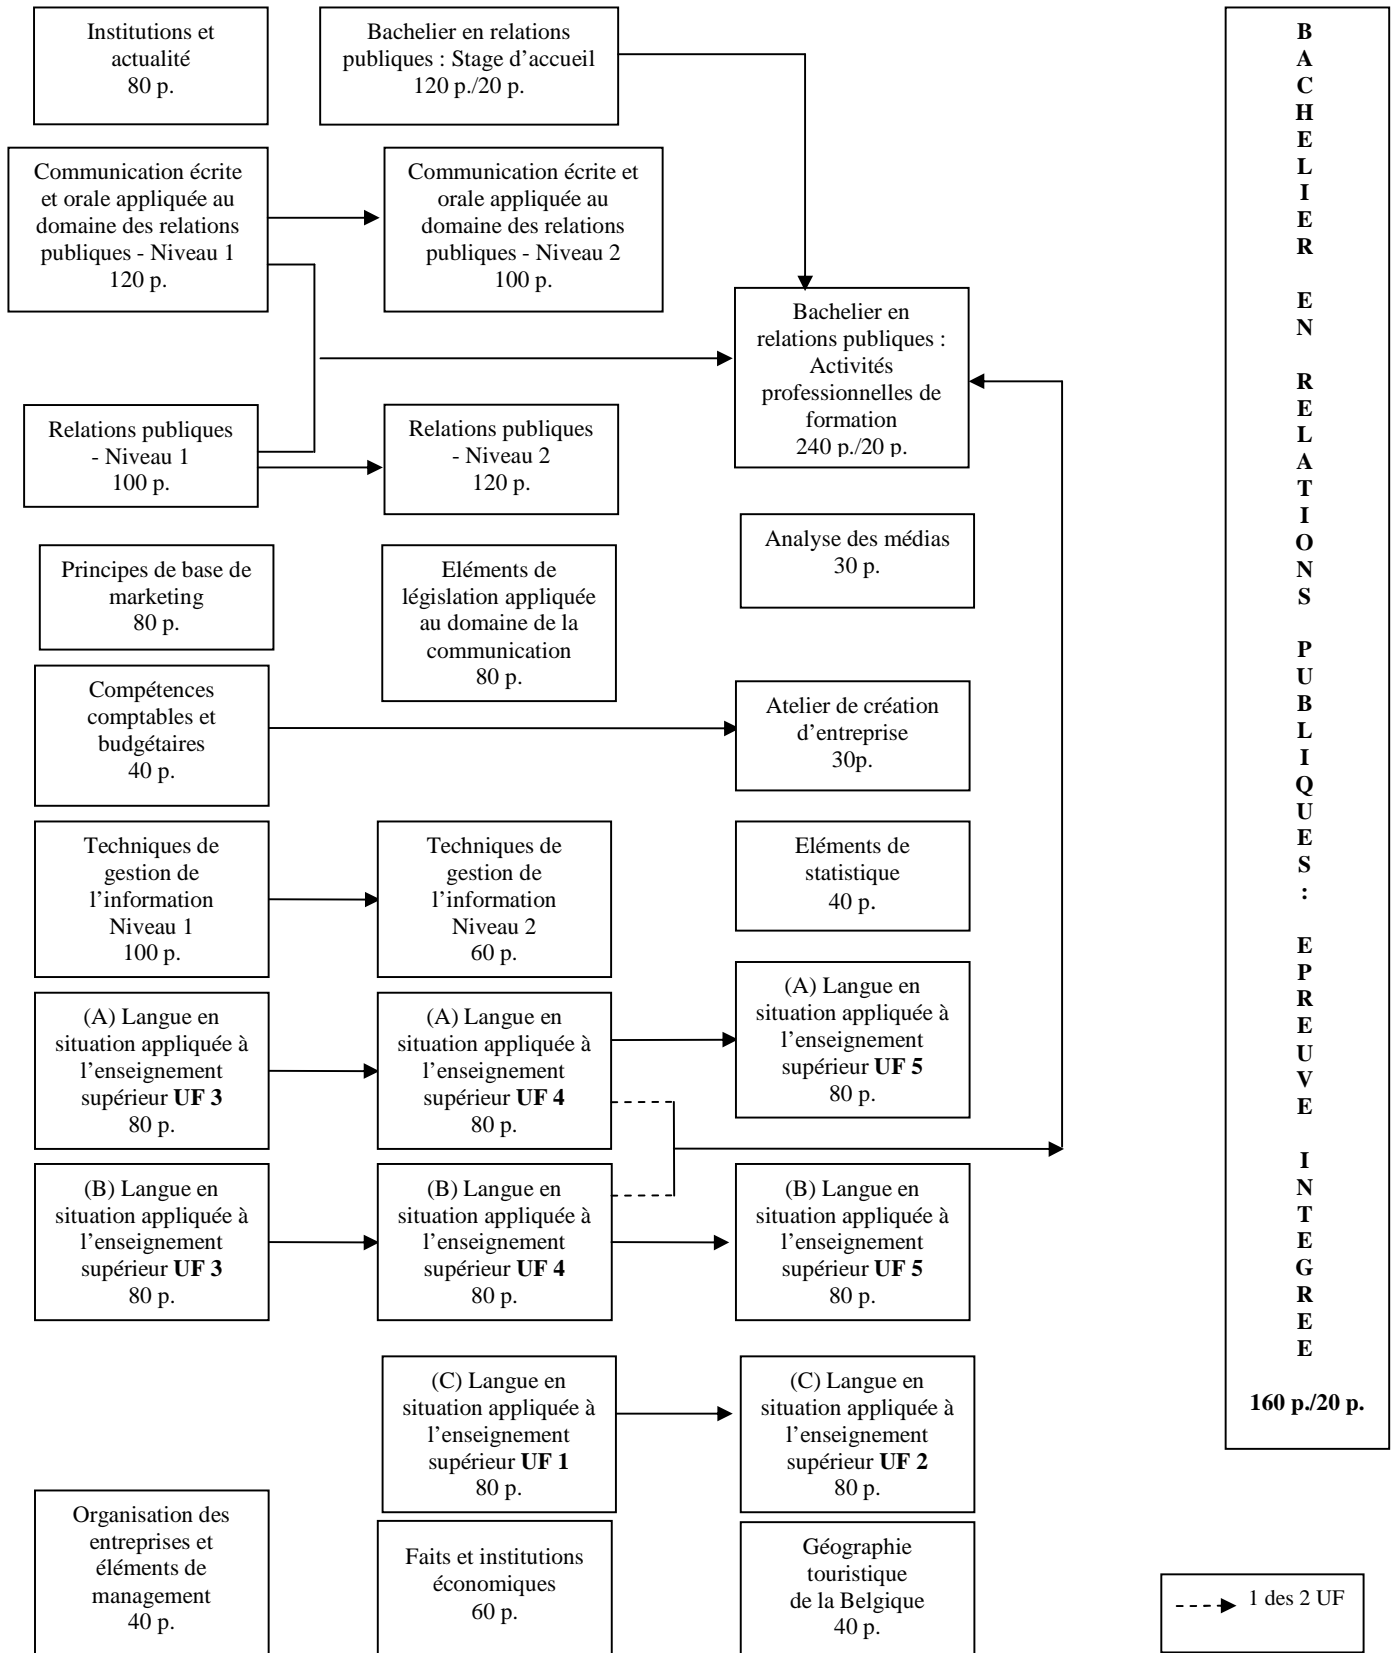 Institutions et
actualité
80 p.
Bachelier en relations
publiques : Stage d’accueil
120 p./20 p.
Communication écrite
et orale appliquée au
domaine des relations
publiques - Niveau 1
120 p.
Communication écrite et
orale appliquée au
domaine des relations
publiques - Niveau 2
100 p.
Bachelier en
relations publiques :
Activités
professionnelles de
formation
240 p./20 p.
Relations publiques
- Niveau 1
100 p.
Relations publiques
- Niveau 2
120 p.
Analyse des médias
30 p.
Principes de base de
marketing
80 p.
Eléments de
législation appliquée
au domaine de la
communication
80 p.
Compétences
comptables et
budgétaires
40 p.
Atelier de création
d’entreprise
30p.
Techniques de
gestion de
l’information
Niveau 1
100 p.
Techniques de
gestion de
l’information
Niveau 2
60 p.
Eléments de
statistique
40 p.
(A) Langue en
situation appliquée à
l’enseignement
supérieur UF 3
80 p.
(A) Langue en
situation appliquée à
l’enseignement
supérieur UF 4
80 p.
(A) Langue en
situation appliquée à
l’enseignement
supérieur UF 5
80 p.
(B) Langue en
situation appliquée à
l’enseignement
supérieur UF 3
80 p.
(B) Langue en
situation appliquée à
l’enseignement
supérieur UF 4
80 p.
(B) Langue en
situation appliquée à
l’enseignement
supérieur UF 5
80 p.
(C) Langue en
situation appliquée à
l’enseignement
supérieur UF 1
80 p.
(C) Langue en
situation appliquée à
l’enseignement
supérieur UF 2
80 p.
Organisation des
entreprises et
éléments de
management
40 p.
Faits et institutions
économiques
60 p.
Géographie
touristique
de la Belgique
40 p.
BACHELIER EN RELATIONS PUBLIQUES: EPREUVE INTEGREE
160 p./20 p.
1 des 2 UF